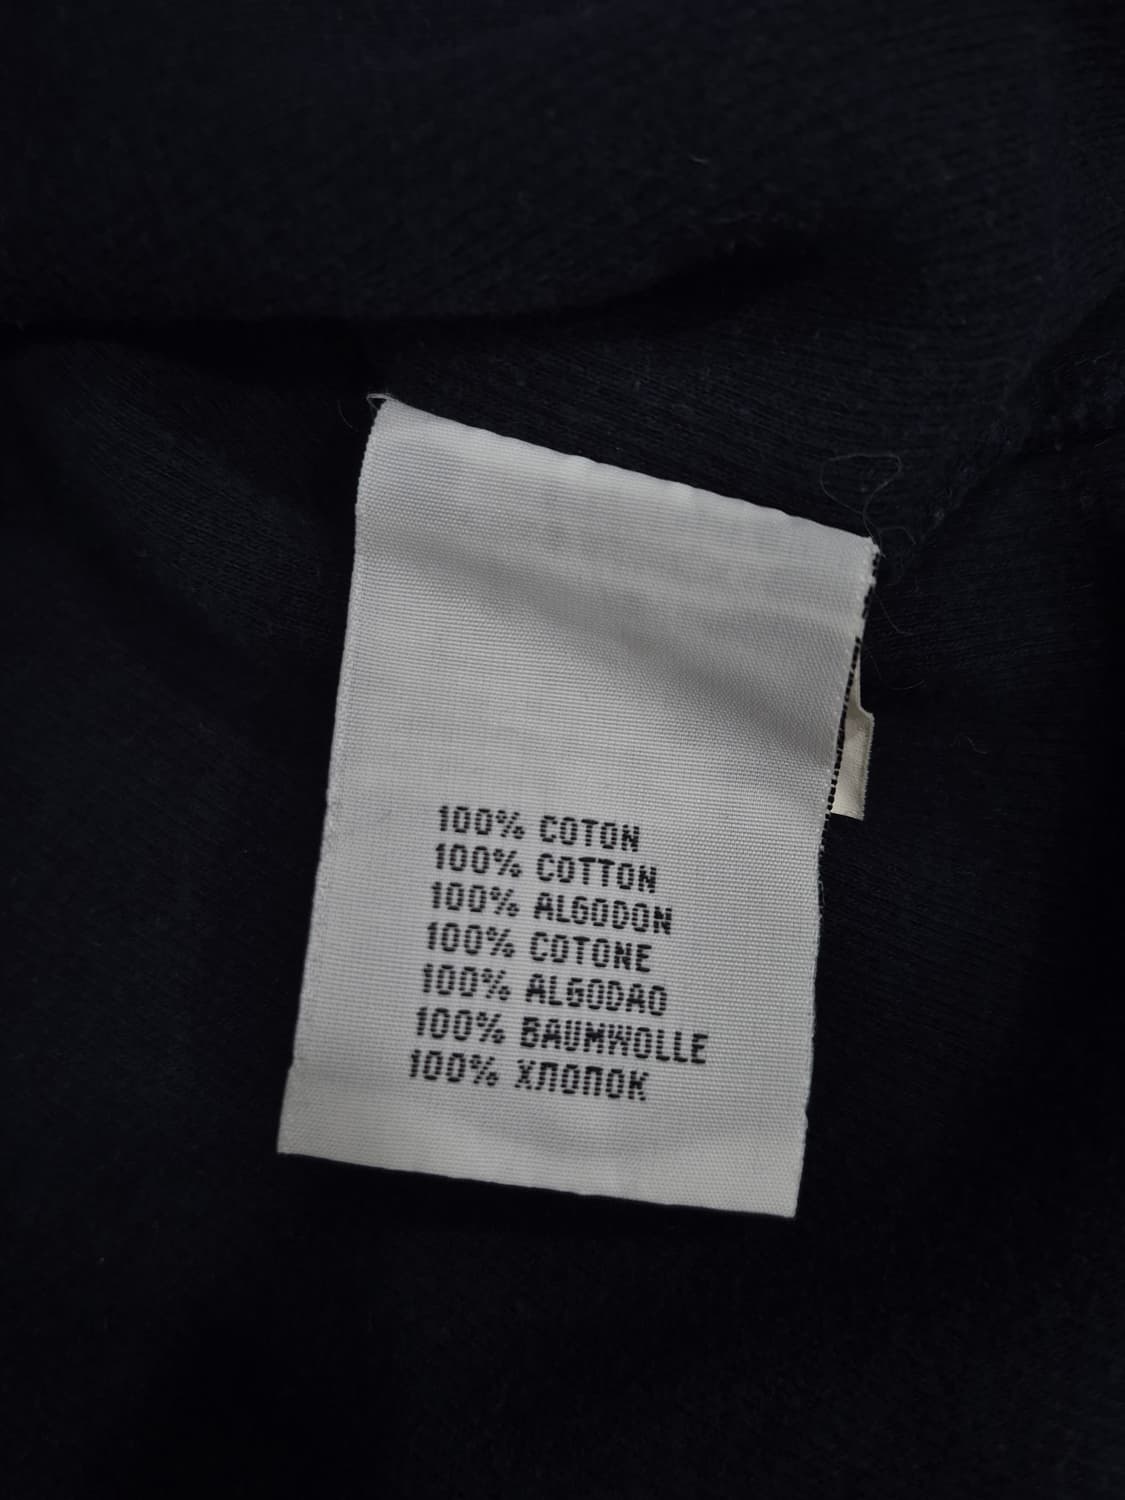 100% COTON
100% COTTON
100% ALGODON
100% COTONE
100% ALGODAO
100% BAUMWOLLE
100% ХЛОПОК